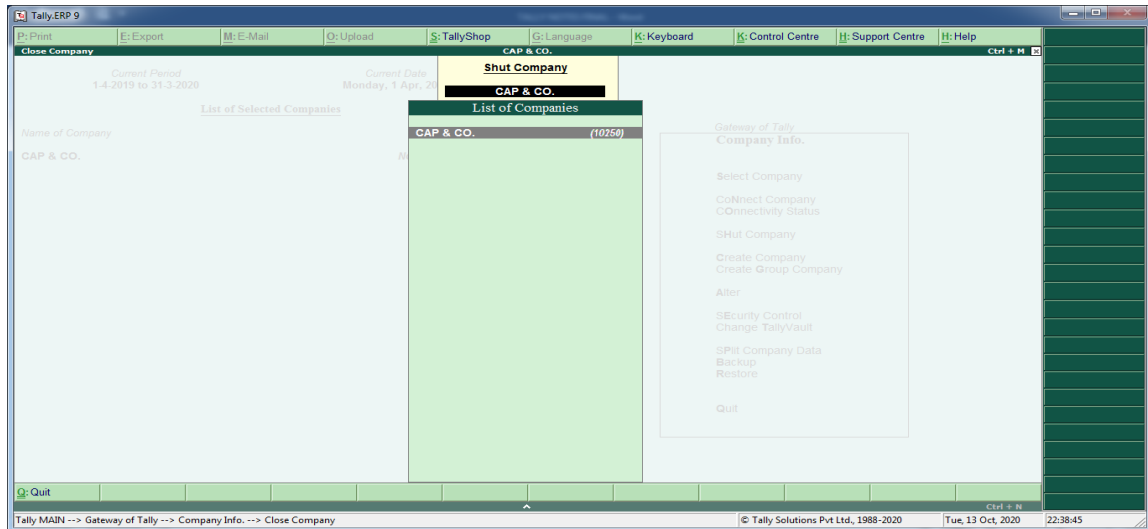 Tally.ERP 9
P: Print E: Export M: E-Mail O: Upload S: TallyShop G: Language K: Keyboard K: Control Centre H: Support Centre H: Help
Close Company CAP & CO. Ctrl + M
Current Period Current Date
1-4-2019 to 31-3-2020 Monday, 1 Apr, 20
Shut Company
CAP & CO.
List of Selected Companies
List of Companies
Name of Company
CAP & CO.
CAP & CO. (10250)
Gateway of Tally
Company Info.
Select Company
CoNnect Company
COnnectivity Status
SHut Company
Create Company
Create Group Company
Alter
SEcurity Control
Change TallyVault
SPlit Company Data
Backup
Restore
Quit
Q: Quit
Ctrl + N
Tally MAIN --> Gateway of Tally --> Company Info. --> Close Company © Tally Solutions Pvt Ltd., 1988-2020 Tue, 13 Oct, 2020 22:38:45